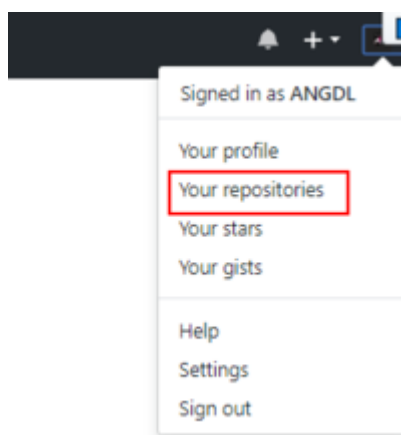 Signed in as ANGDL
Your profile
Your repositories
Your stars
Your gists
Help
Settings
Sign out